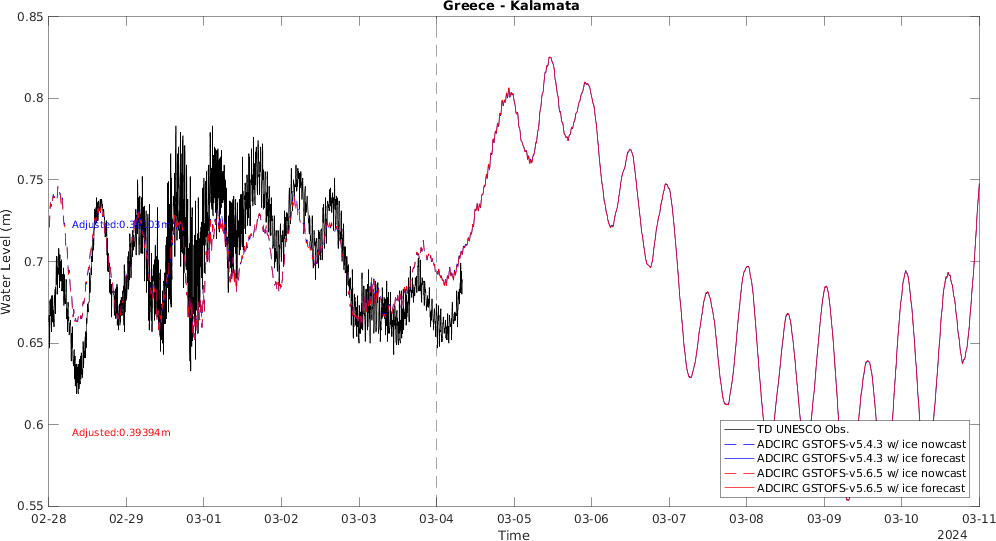 Greece - Kalamata
0.85
0.8
0.75
0.7
0.65
0.6
0.55
Water Level (m)
Adjusted:0.39394m
TD UNESCO Obs.
ADCIRC GSTOFS-v5.4.3 w/ ice nowcast
ADCIRC GSTOFS-v5.4.3 w/ ice forecast
ADCIRC GSTOFS-v5.6.5 w/ ice nowcast
ADCIRC GSTOFS-v5.6.5 w/ ice forecast
02-28 02-29 03-01 03-02 03-03 03-04 03-05 03-06 03-07 03-08 03-09 03-10 03-11
Time
2024